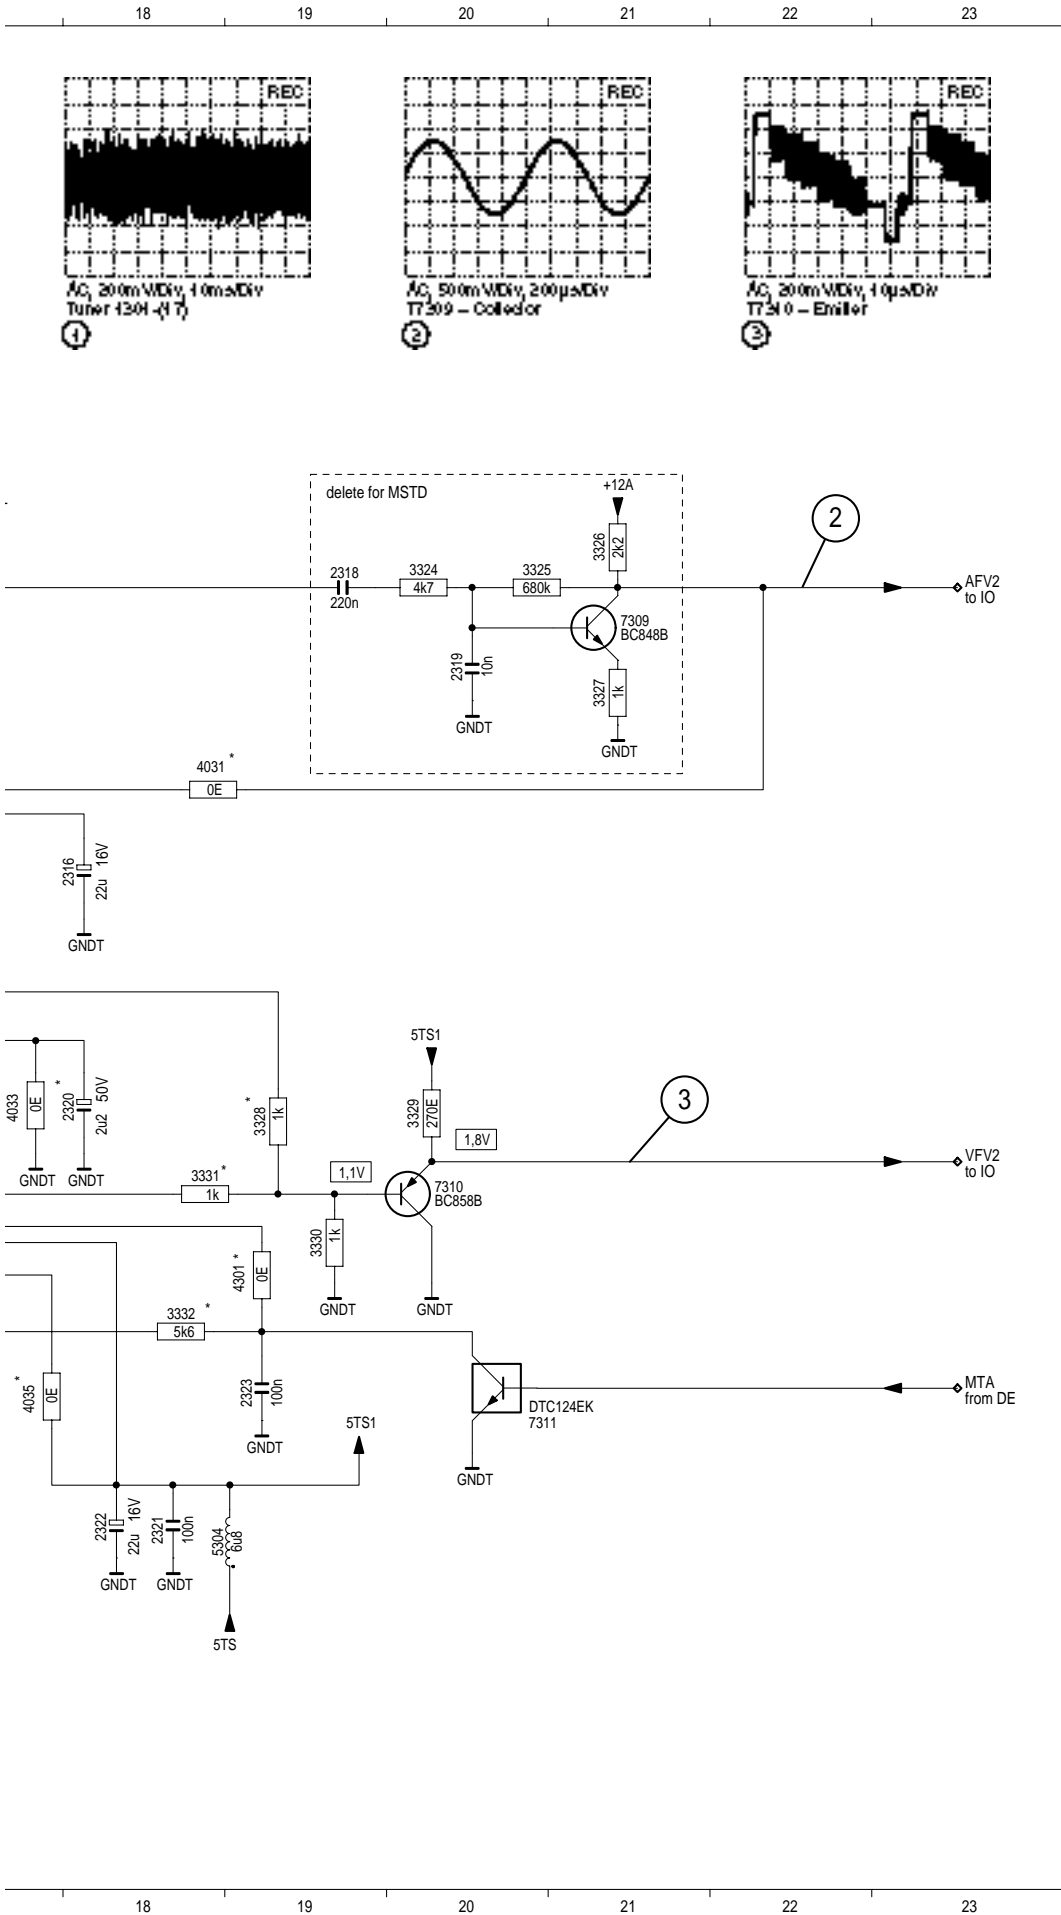 18 19 20 21 22 23
REC REC REC
AC, 200mV/Div, 10ms/Div
Tuner 1301-(17)
1
AC, 500mV/Div, 200µs/Div
T7309 – Collector
2
AC, 200mV/Div, 10µs/Div
T7310 – Emitter
3
delete for MSTD
+12A
3326
2k2
2
2318
220n
3324
4k7
3325
680k
AFV2
to IO
7309
BC848B
2319
10n
GNDT
3327
1k
GNDT
4031 *
0E
2316
22u 16V
GNDT
5TS1
4033
0E
GNDT
2320 *
2u2 50V
GNDT
3328 *
1k
3329
270E
1,8V
3
VFV2
to IO
3331 *
1k
1,1V
7310
BC858B
3330
1k
GNDT
GNDT
4301 *
0E
3332 *
5k6
4035 *
0E
2323
100n
GNDT
DTC124EK
7311
GNDT
MTA
from DE
5TS1
2322
22u 16V
GNDT
2321
100n
GNDT
5304
6u8
5TS
18 19 20 21 22 23